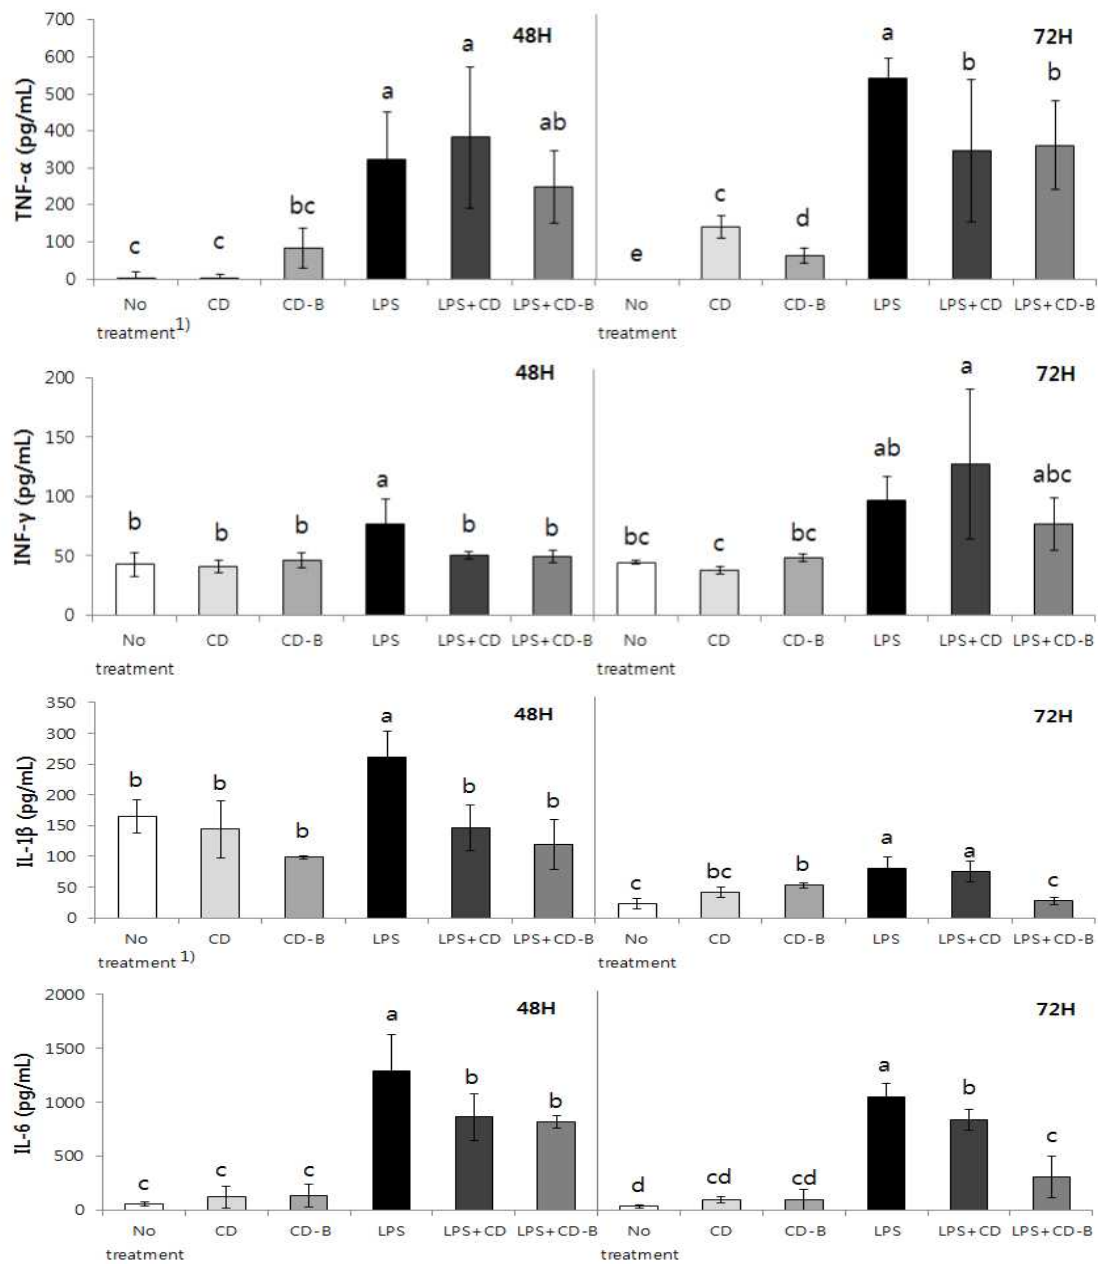 700
600
500
400
300
200
100
0
TNF-α (pg/mL)
48H
72H
c c bc a a ab e c d a b b
No CD CD-B LPS LPS+CD LPS+CD-B No CD CD-B LPS LPS+CD LPS+CD-B
treatment1) treatment
200
150
100
50
0
INF-γ (pg/mL)
48H
72H
b b b a b b bc c bc ab a abc
No CD CD-B LPS LPS+CD LPS+CD-B No CD CD-B LPS LPS+CD LPS+CD-B
treatment treatment
350
300
250
200
150
100
50
0
IL-1β (pg/mL)
48H
72H
b b b a b b c bc b a a c
No CD CD-B LPS LPS+CD LPS+CD-B No CD CD-B LPS LPS+CD LPS+CD-B
treatment 1) treatment
2000
1500
1000
500
0
IL-6 (pg/mL)
48H
72H
c c c a b b d cd cd a b c
No CD CD-B LPS LPS+CD LPS+CD-B No CD CD-B LPS LPS+CD LPS+CD-B
treatment treatment